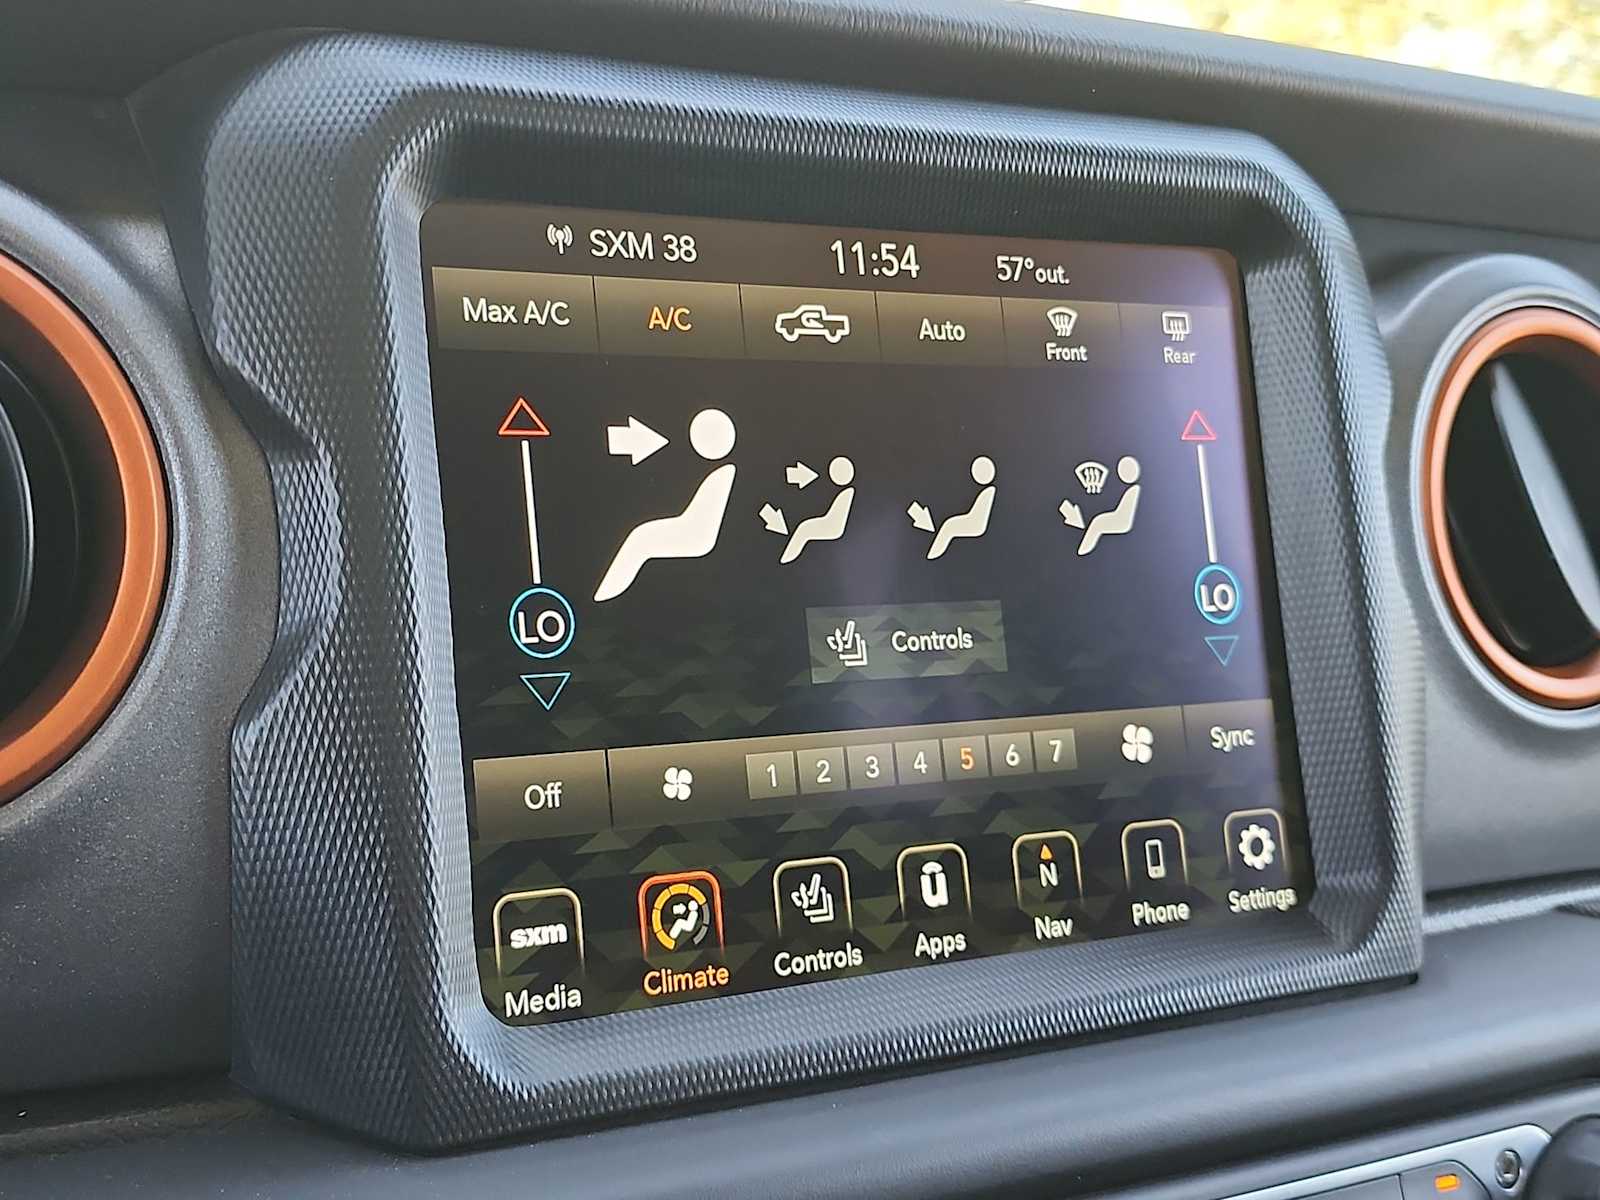 SXM 38 11:54 57° out.
Max A/C A/C Auto Front Rear
LO LO
Controls
Off 1 2 3 4 5 6 7 Sync
sxm ū N
Media Climate Controls Apps Nav Phone Settings